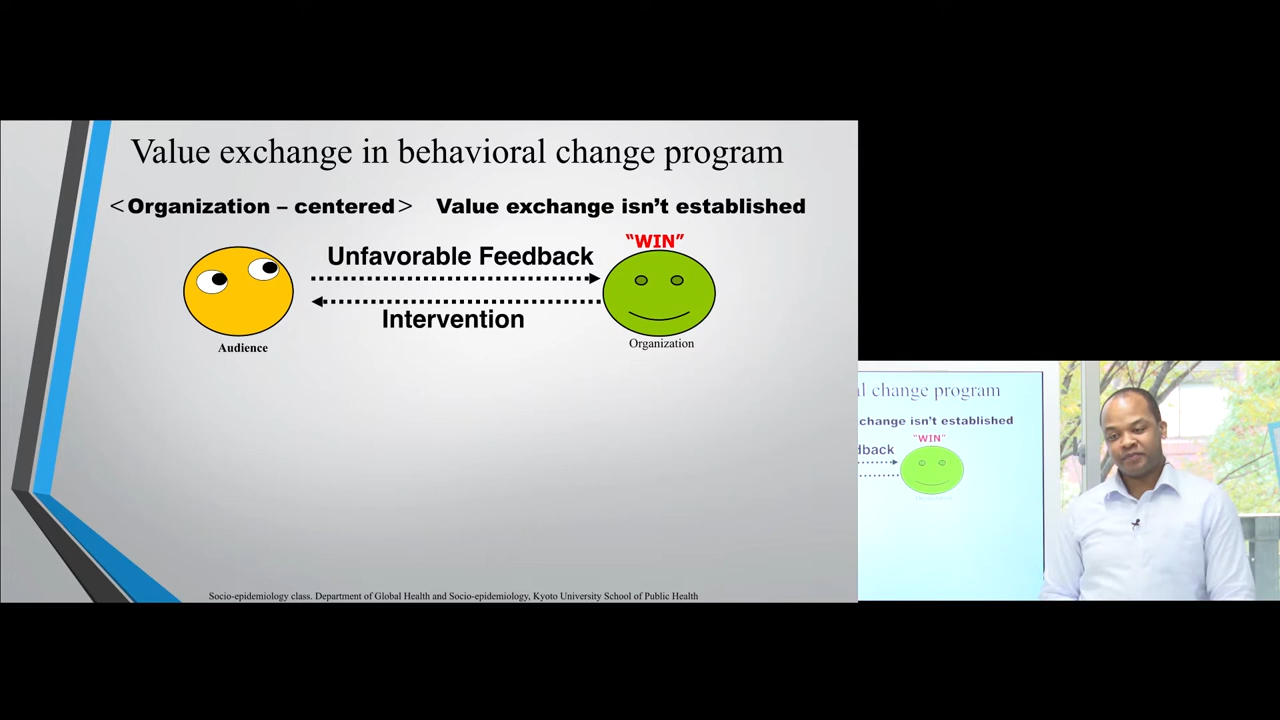 Value exchange in behavioral change program
<Organization – centered> Value exchange isn't established
"WIN"
Unfavorable Feedback
Intervention
Audience
Organization
Socio-epidemiology class. Department of Global Health and Socio-epidemiology, Kyoto University School of Public Health
al change program
change isn't established
"WIN"
dback